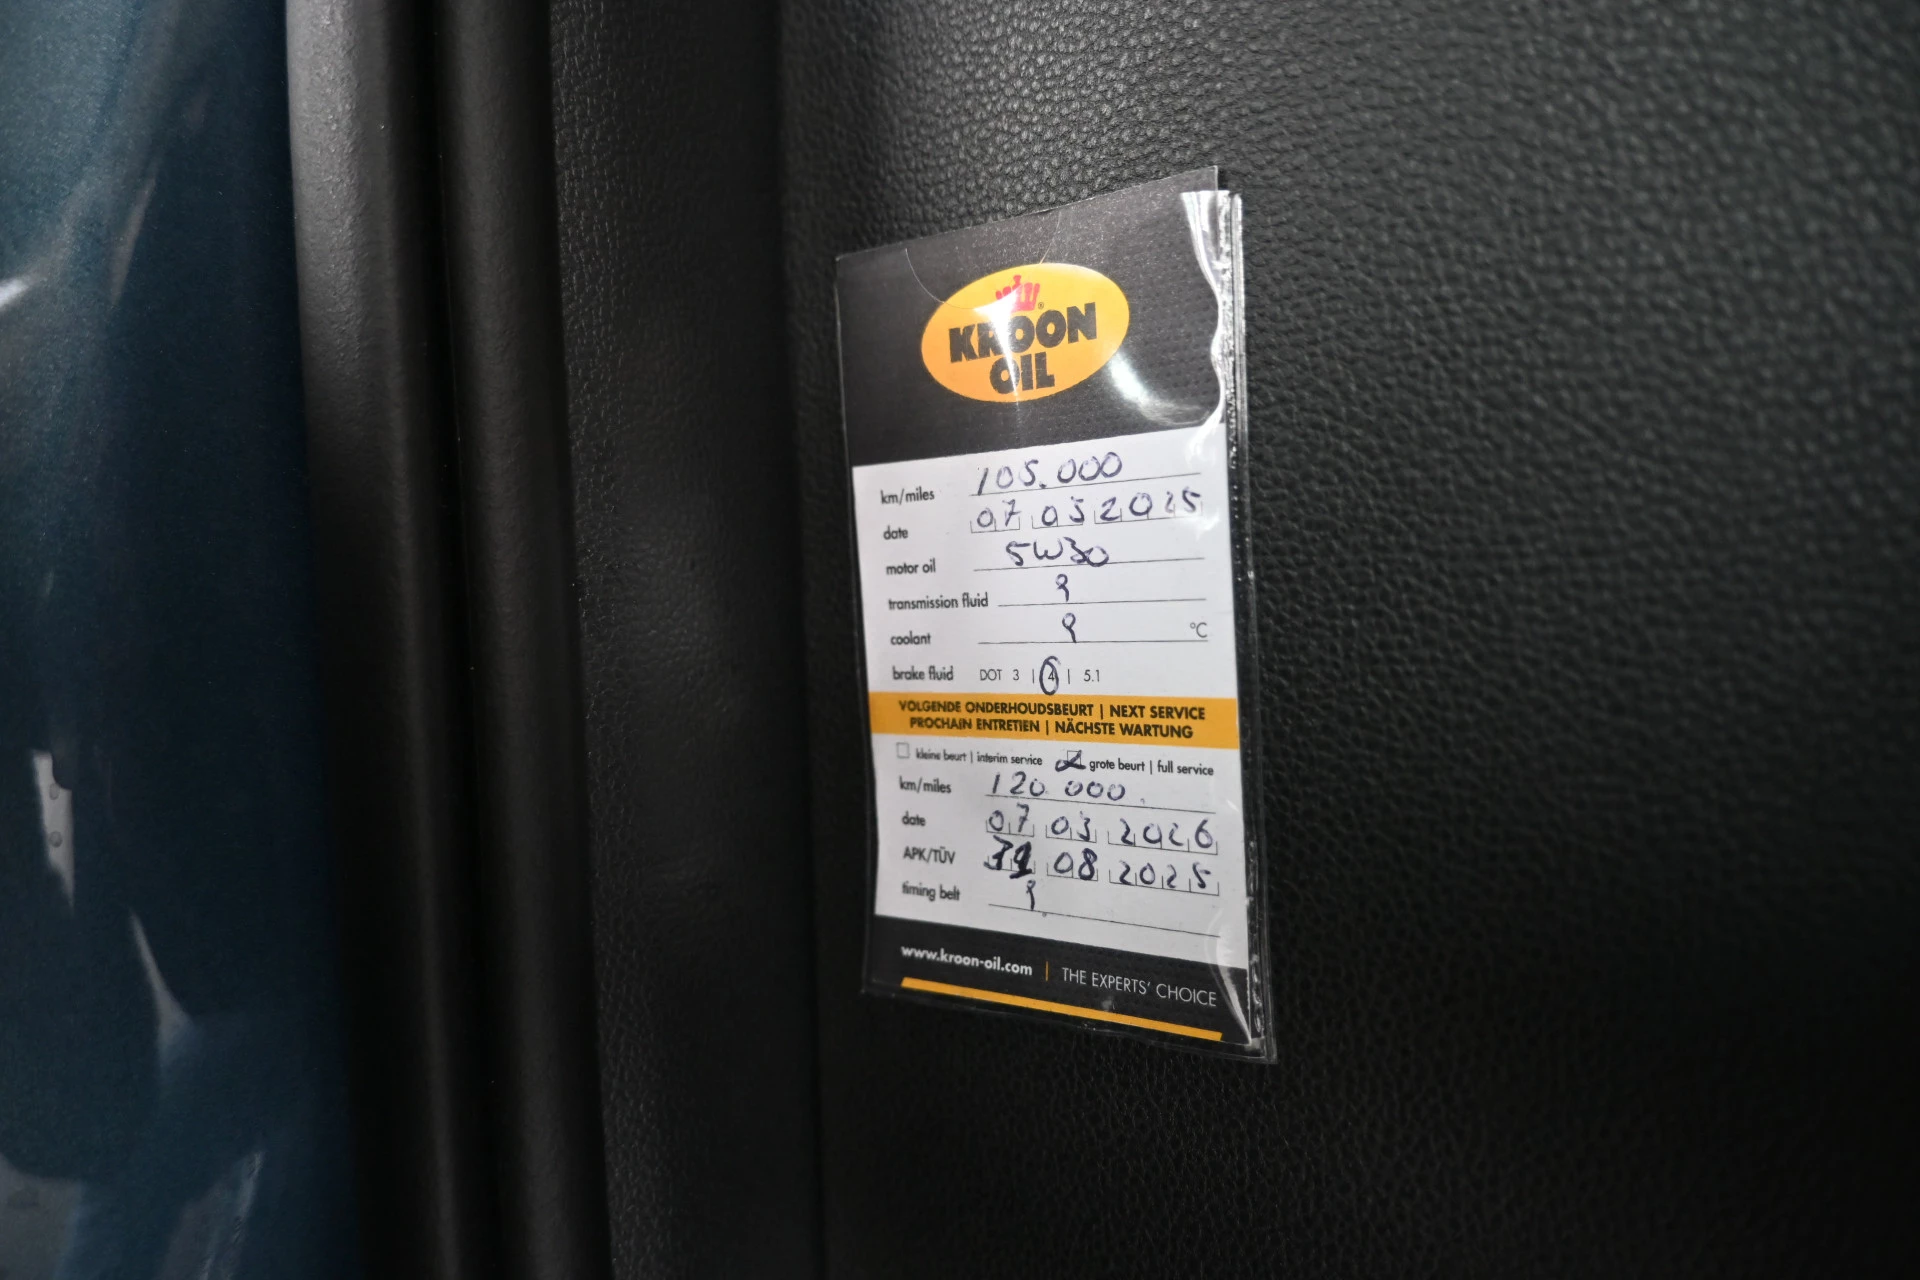 KROON
OIL
km/miles 105.000
date 07 03 2025
motor oil 5W30
transmission fluid
coolant °C
brake fluid DOT 3 | 4 | 5.1
VOLGENDE ONDERHOUDSBEURT | NEXT SERVICE
PROCHAIN ENTRETIEN | NÄCHSTE WARTUNG
kleine beurt | interim service grote beurt | full service
km/miles 120 000
date 07 03 2026
APK/TÜV 08 2025
timing belt
www.kroon-oil.com | THE EXPERTS' CHOICE